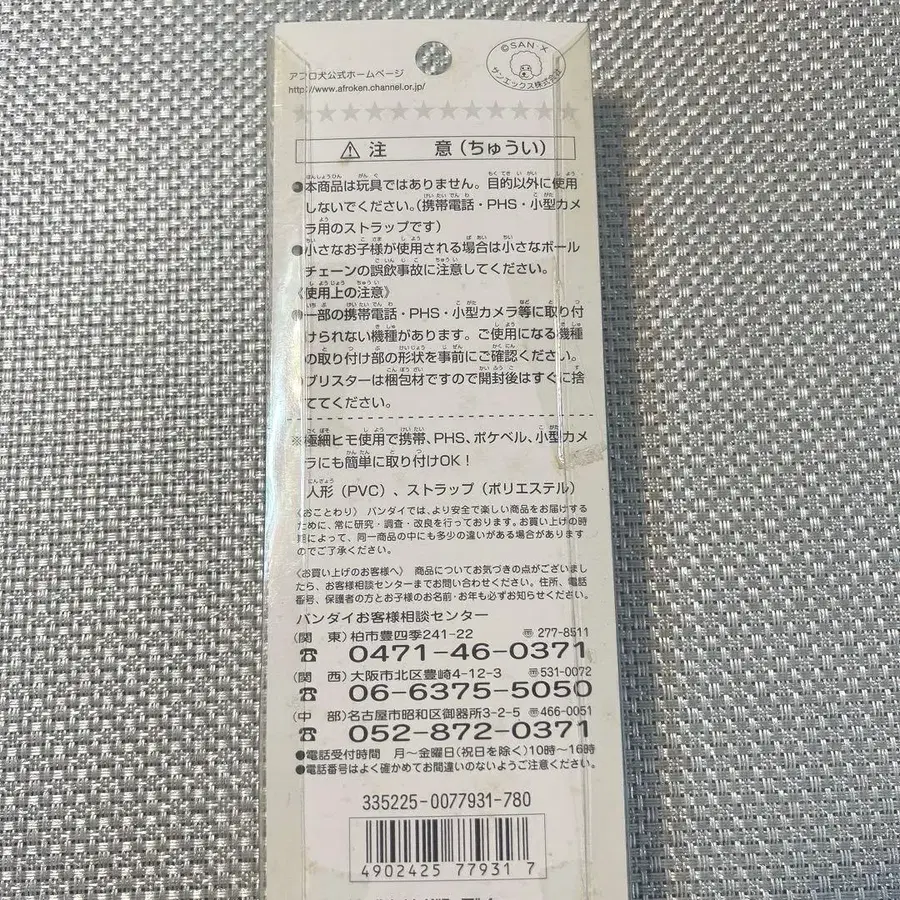 アフロ犬公式ホームページ
http://www.afroken.channel.or.jp/
©SAN・X
サンエックス株式会社
⚠ 注 意(ちゅうい)
●本商品は玩具ではありません。目的以外に使用
しないでください。(携帯電話・PHS・小型カメ
ラ用のストラップです)
●小さなお子様が使用される場合は小さなボール
チェーンの誤飲事故に注意してください。
《使用上の注意》
●一部の携帯電話・PHS・小型カメラ等に取り付
けられない機種があります。ご使用になる機種
の取り付け部の形状を事前にご確認ください。
ブリスターは梱包材ですので開封後はすぐに捨
ててください。
※極細ヒモ使用で携帯、PHS、ポケベル、小型カメ
ラにも簡単に取り付けOK!
人形(PVC)、ストラップ(ポリエステル)
〈おことわり〉 バンダイでは、より安全で楽しい商品をお届けする
ために、常に研究・調査・改良を行っております。お買い上げの時
期によって、同一商品の中にも多少の違いがある場合があります
のでご了承ください。
〈お買い上げのお客様へ〉 商品についてお気づきの点がございまし
たら、お客様相談センターまでお問い合わせください。住所、電話
番号、保護者の方とお子様のお名前・お年も必ずお知らせください。
バンダイお客様相談センター
(関 東)柏市豊四季241-22 〠277-8511
☎ 0471-46-0371
(関 西)大阪市北区豊崎4-12-3 〠531-0072
☎ 06-6375-5050
(中 部)名古屋市昭和区御器所3-2-5 〠466-0051
☎ 052-872-0371
●電話受付時間 月〜金曜日(祝日を除く)10時〜16時
●電話番号はよく確かめてお間違いのないようご注意ください。
335225-0077931-780
4902425 779317